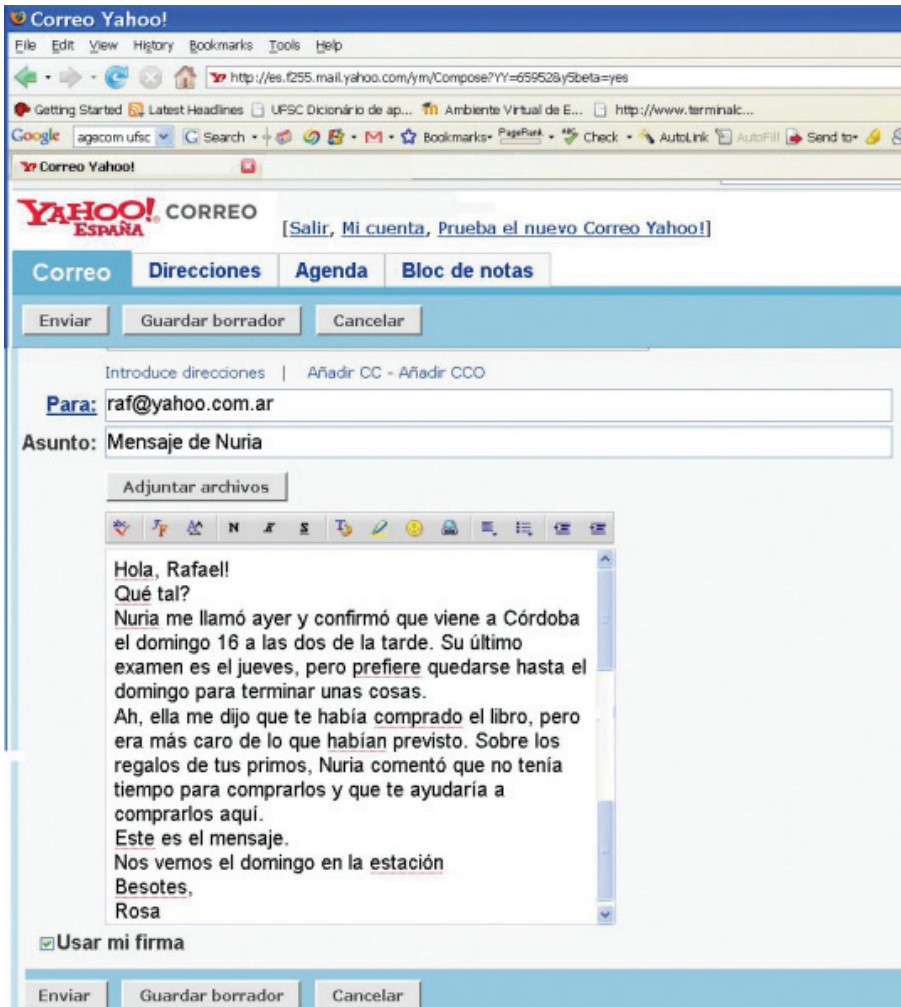 Correo Yahoo!
File Edit View History Bookmarks Tools Help
http://es.f255.mail.yahoo.com/ym/Compose?YY=65952&y5beta=yes
Getting Started Latest Headlines UFSC Dicionário de ap... Ambiente Virtual de E... http://www.terminalc...
Google agecom ufsc Search Bookmarks PageRank Check AutoLink AutoFill Send to
Correo Yahoo!
YAHOO! CORREO
ESPAÑA
[Salir, Mi cuenta, Prueba el nuevo Correo Yahoo!]
Correo Direcciones Agenda Bloc de notas
Enviar Guardar borrador Cancelar
Introduce direcciones | Añadir CC - Añadir CCO
Para: raf@yahoo.com.ar
Asunto: Mensaje de Nuria
Adjuntar archivos
N K S
Hola, Rafael!
Qué tal?
Nuria me llamó ayer y confirmó que viene a Córdoba
el domingo 16 a las dos de la tarde. Su último
examen es el jueves, pero prefiere quedarse hasta el
domingo para terminar unas cosas.
Ah, ella me dijo que te había comprado el libro, pero
era más caro de lo que habían previsto. Sobre los
regalos de tus primos, Nuria comentó que no tenía
tiempo para comprarlos y que te ayudaría a
comprarlos aquí.
Este es el mensaje.
Nos vemos el domingo en la estación
Besotes,
Rosa
Usar mi firma
Enviar Guardar borrador Cancelar